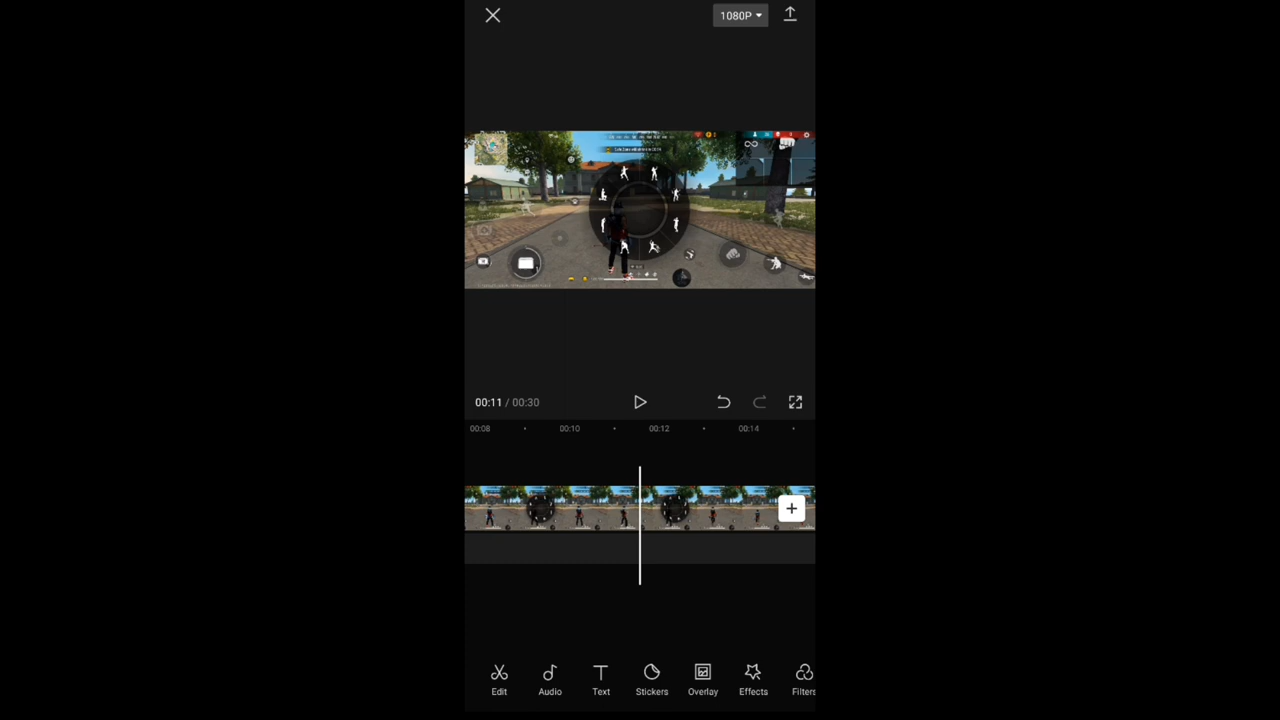 1080P
00:11 / 00:30
00:08 00:10 00:12 00:14
Edit Audio Text Stickers Overlay Effects Filters